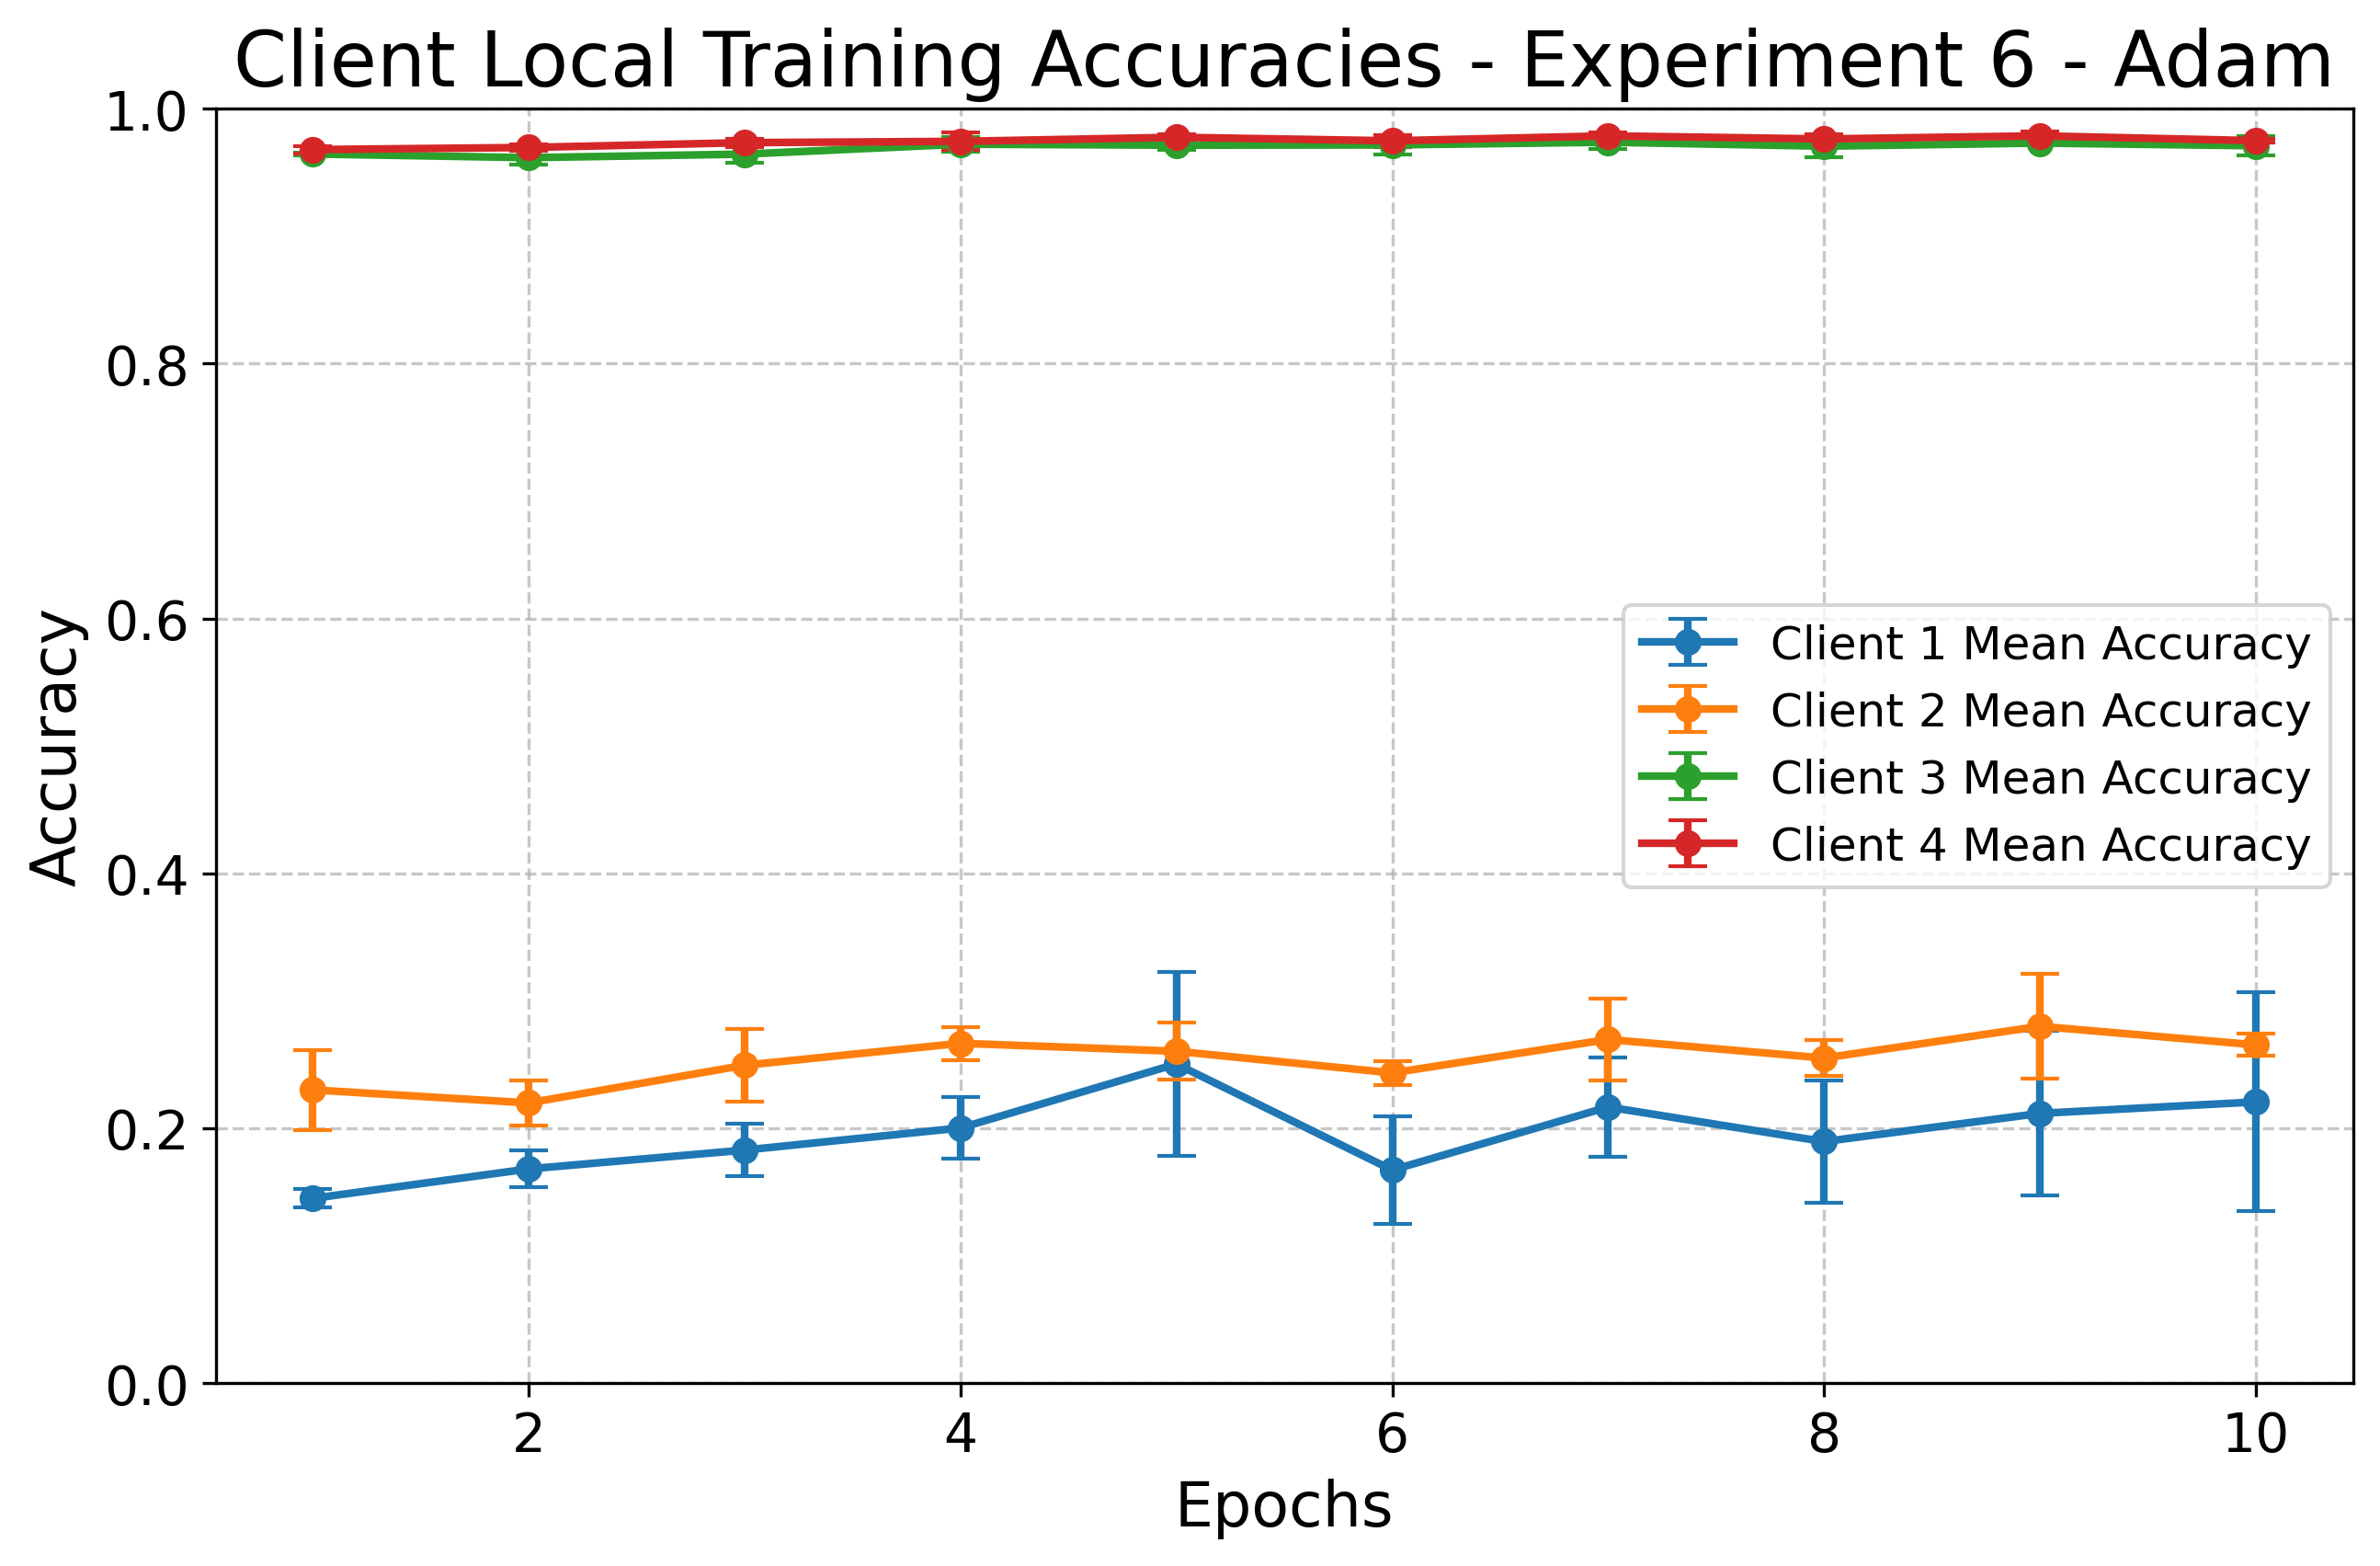 Client Local Training Accuracies - Experiment 6 - Adam
1.0
0.8
0.6
0.4
0.2
0.0
Accuracy
Client 1 Mean Accuracy
Client 2 Mean Accuracy
Client 3 Mean Accuracy
Client 4 Mean Accuracy
2 4 6 8 10
Epochs